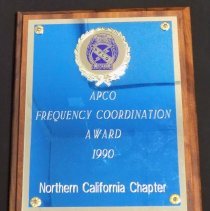 APCO
FREQUENCY COORDINATION
AWARD
1990
Northern California Chapter